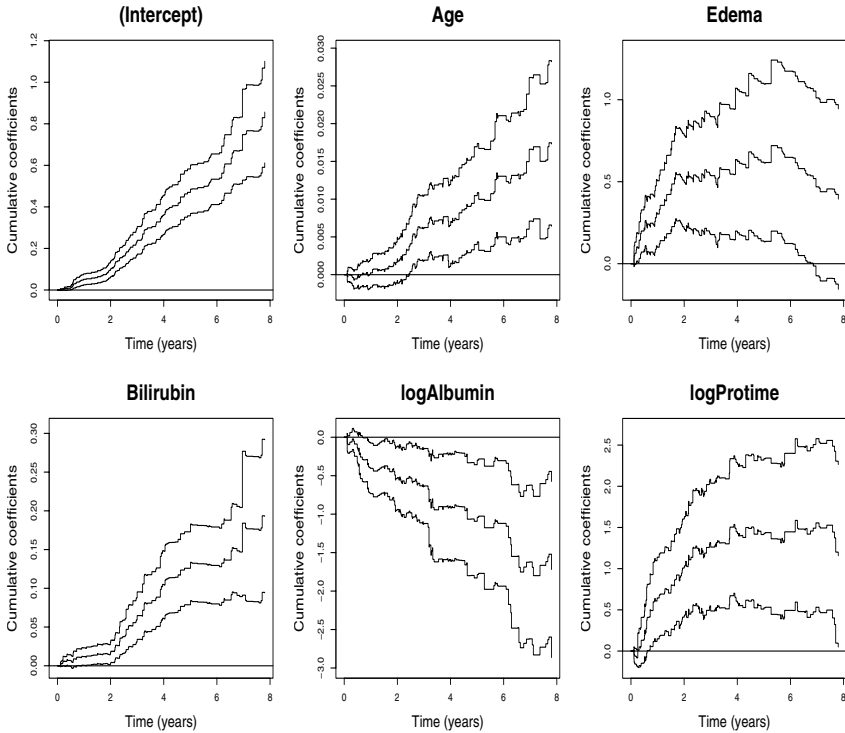 (Intercept)
Cumulative coefficients
0.0 0.2 0.4 0.6 0.8 1.0 1.2
0 2 4 6 8
Time (years)
Age
Cumulative coefficients
0.000 0.005 0.010 0.015 0.020 0.025 0.030
0 2 4 6 8
Time (years)
Edema
Cumulative coefficients
0.0 0.5 1.0
0 2 4 6 8
Time (years)
Bilirubin
Cumulative coefficients
0.00 0.05 0.10 0.15 0.20 0.25 0.30
0 2 4 6 8
Time (years)
logAlbumin
Cumulative coefficients
-3.0 -2.5 -2.0 -1.5 -1.0 -0.5 0.0
0 2 4 6 8
Time (years)
logProtime
Cumulative coefficients
0.0 0.5 1.0 1.5 2.0 2.5
0 2 4 6 8
Time (years)